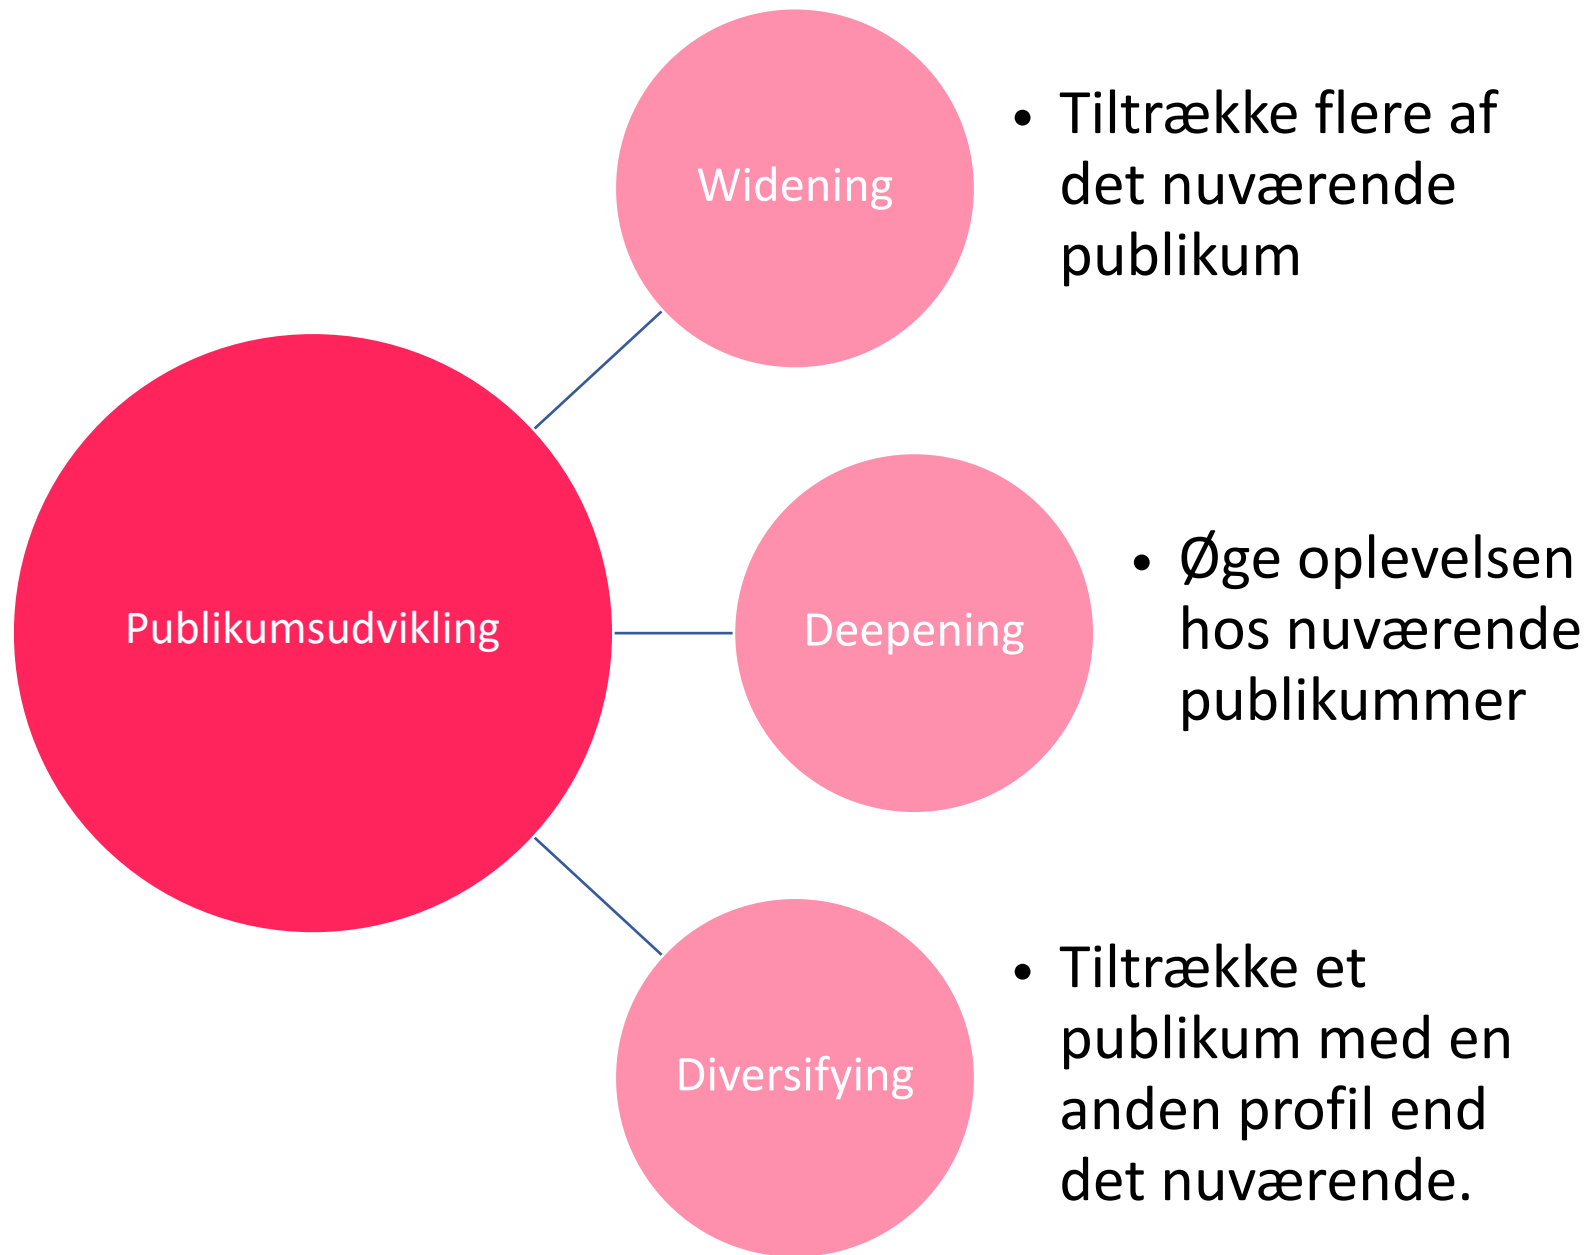 Publikumsudvikling
Widening
• Tiltrække flere af
det nuværende
publikum
Deepening
• Øge oplevelsen
hos nuværende
publikummer
Diversifying
• Tiltrække et
publikum med en
anden profil end
det nuværende.